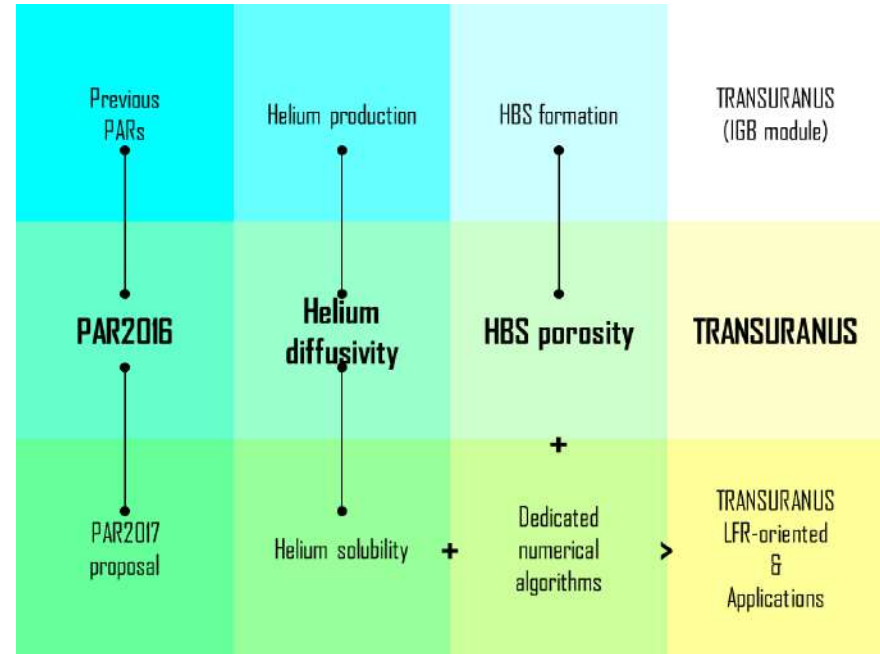 Previous
PARs
Helium production
HBS formation
TRANSURANUS
(IGB module)
PAR2016
Helium
diffusivity
HBS porosity
TRANSURANUS
+
PAR2017
proposal
Helium solubility
+
Dedicated
numerical
algorithms
>
TRANSURANUS
LFR-oriented
&
Applications